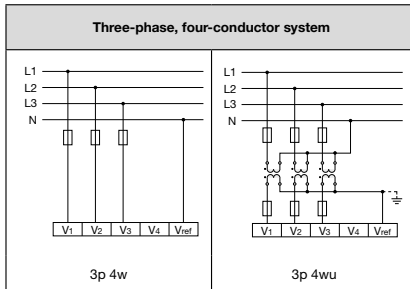 Three-phase, four-conductor system
L1
L2
L3
N
V1 V2 V3 V4 Vref
3p 4w
L1
L2
L3
N
V1 V2 V3 V4 Vref
3p 4wu